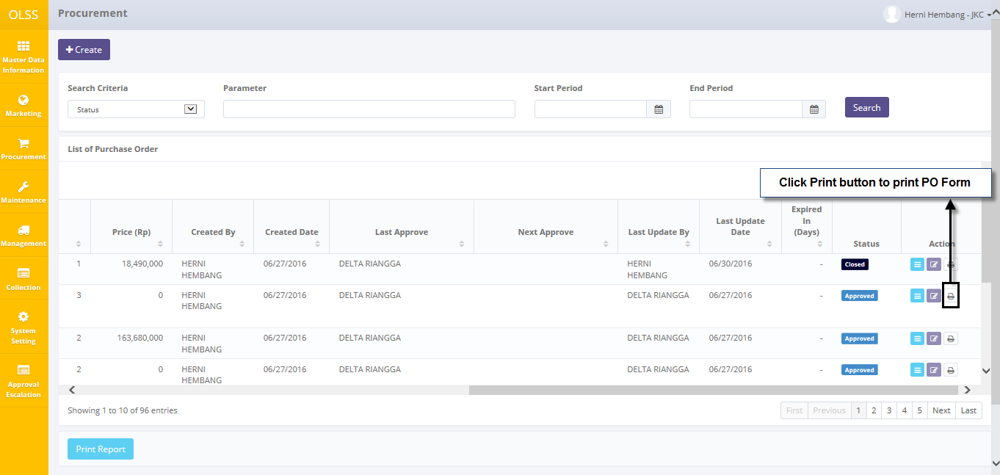 OLSS
Procurement
Herni Hembang - JKC
Master Data
Information
Marketing
Procurement
Maintenance
Management
Collection
System
Setting
Approval
Escalation
Create
Search Criteria
Parameter
Start Period
End Period
Status
Search
List of Purchase Order
Click Print button to print PO Form
Price (Rp)
Created By
Created Date
Last Approve
Next Approve
Last Update By
Last Update
Date
Expired
In
(Days)
Status
Action
1 18,490,000 HERNI 06/27/2016 DELTA RIANGGA HERNI 06/30/2016 - Closed
HEMBANG HEMBANG
3 0 HERNI 06/27/2016 DELTA RIANGGA DELTA RIANGGA 06/27/2016 - Approved
HEMBANG
2 163,680,000 HERNI 06/27/2016 DELTA RIANGGA DELTA RIANGGA 06/27/2016 - Approved
HEMBANG
2 0 HERNI 06/27/2016 DELTA RIANGGA DELTA RIANGGA 06/27/2016 - Approved
HEMBANG
Showing 1 to 10 of 96 entries
First Previous 1 2 3 4 5 Next Last
Print Report